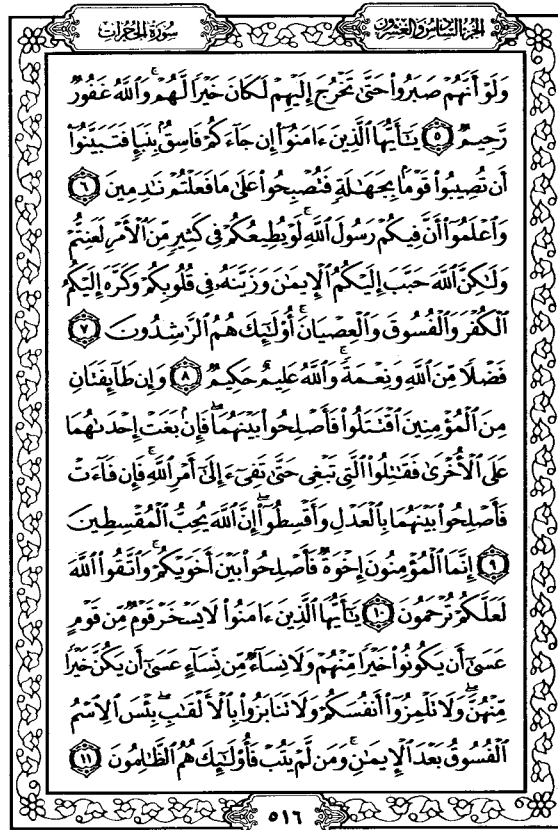 الجزء السادس والعشرون
سورة الحجرات
وَلَوْ أَنَّهُمْ صَبَرُوا۟ حَتَّىٰ تَخْرُجَ إِلَيْهِمْ لَكَانَ خَيْرًا لَّهُمْ ۚ وَٱللَّهُ غَفُورٌ
رَّحِيمٌ ٥ يَـٰٓأَيُّهَا ٱلَّذِينَ ءَامَنُوٓا۟ إِن جَآءَكُمْ فَاسِقٌۢ بِنَبَإٍ فَتَبَيَّنُوٓا۟
أَن تُصِيبُوا۟ قَوْمًۢا بِجَهَـٰلَةٍ فَتُصْبِحُوا۟ عَلَىٰ مَا فَعَلْتُمْ نَـٰدِمِينَ ٦
وَٱعْلَمُوٓا۟ أَنَّ فِيكُمْ رَسُولَ ٱللَّهِ ۚ لَوْ يُطِيعُكُمْ فِى كَثِيرٍ مِّنَ ٱلْأَمْرِ لَعَنِتُّمْ
وَلَـٰكِنَّ ٱللَّهَ حَبَّبَ إِلَيْكُمُ ٱلْإِيمَـٰنَ وَزَيَّنَهُۥ فِى قُلُوبِكُمْ وَكَرَّهَ إِلَيْكُمُ
ٱلْكُفْرَ وَٱلْفُسُوقَ وَٱلْعِصْيَانَ ۚ أُو۟لَـٰٓئِكَ هُمُ ٱلرَّٰشِدُونَ ٧
فَضْلًا مِّنَ ٱللَّهِ وَنِعْمَةً ۚ وَٱللَّهُ عَلِيمٌ حَكِيمٌ ٨ وَإِن طَآئِفَتَانِ
مِنَ ٱلْمُؤْمِنِينَ ٱقْتَتَلُوا۟ فَأَصْلِحُوا۟ بَيْنَهُمَا ۖ فَإِنۢ بَغَتْ إِحْدَىٰهُمَا
عَلَى ٱلْأُخْرَىٰ فَقَـٰتِلُوا۟ ٱلَّتِى تَبْغِى حَتَّىٰ تَفِىٓءَ إِلَىٰٓ أَمْرِ ٱللَّهِ ۚ فَإِن فَآءَتْ
فَأَصْلِحُوا۟ بَيْنَهُمَا بِٱلْعَدْلِ وَأَقْسِطُوٓا۟ ۖ إِنَّ ٱللَّهَ يُحِبُّ ٱلْمُقْسِطِينَ
٩ إِنَّمَا ٱلْمُؤْمِنُونَ إِخْوَةٌ فَأَصْلِحُوا۟ بَيْنَ أَخَوَيْكُمْ ۚ وَٱتَّقُوا۟ ٱللَّهَ
لَعَلَّكُمْ تُرْحَمُونَ ١٠ يَـٰٓأَيُّهَا ٱلَّذِينَ ءَامَنُوا۟ لَا يَسْخَرْ قَوْمٌ مِّن قَوْمٍ
عَسَىٰٓ أَن يَكُونُوا۟ خَيْرًا مِّنْهُمْ وَلَا نِسَآءٌ مِّن نِّسَآءٍ عَسَىٰٓ أَن يَكُنَّ خَيْرًا
مِّنْهُنَّ ۖ وَلَا تَلْمِزُوٓا۟ أَنفُسَكُمْ وَلَا تَنَابَزُوا۟ بِٱلْأَلْقَـٰبِ ۖ بِئْسَ ٱلِٱسْمُ
ٱلْفُسُوقُ بَعْدَ ٱلْإِيمَـٰنِ ۚ وَمَن لَّمْ يَتُبْ فَأُو۟لَـٰٓئِكَ هُمُ ٱلظَّـٰلِمُونَ ١١
٥١٦